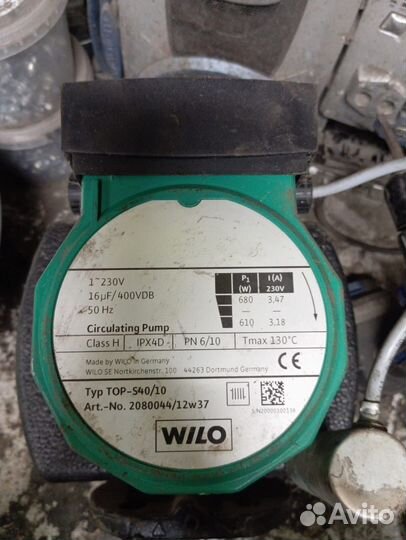 1~230V
16µF/400VDB
50 Hz
Circulating Pump
P1 (W) I (A) 230V
680 3,47
— —
610 3,18
Class H IPX4D PN 6/10 Tmax 130°C
Made by WILO in Germany
WILO SE Nortkirchenstr. 100 44263 Dortmund Germany
CE
Typ TOP-S40/10
Art.-No. 2080044/12w37
WILO
Avito